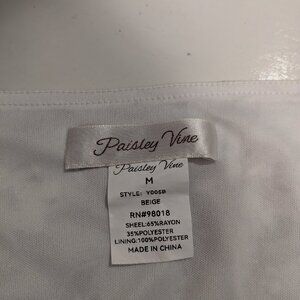 Paisley Vine
Paisley Vine
M
STYLE: Y005B
BEIGE
RN#98018
SHEEL:65%RAYON
35%POLYESTER
LINING:100%POLYESTER
MADE IN CHINA